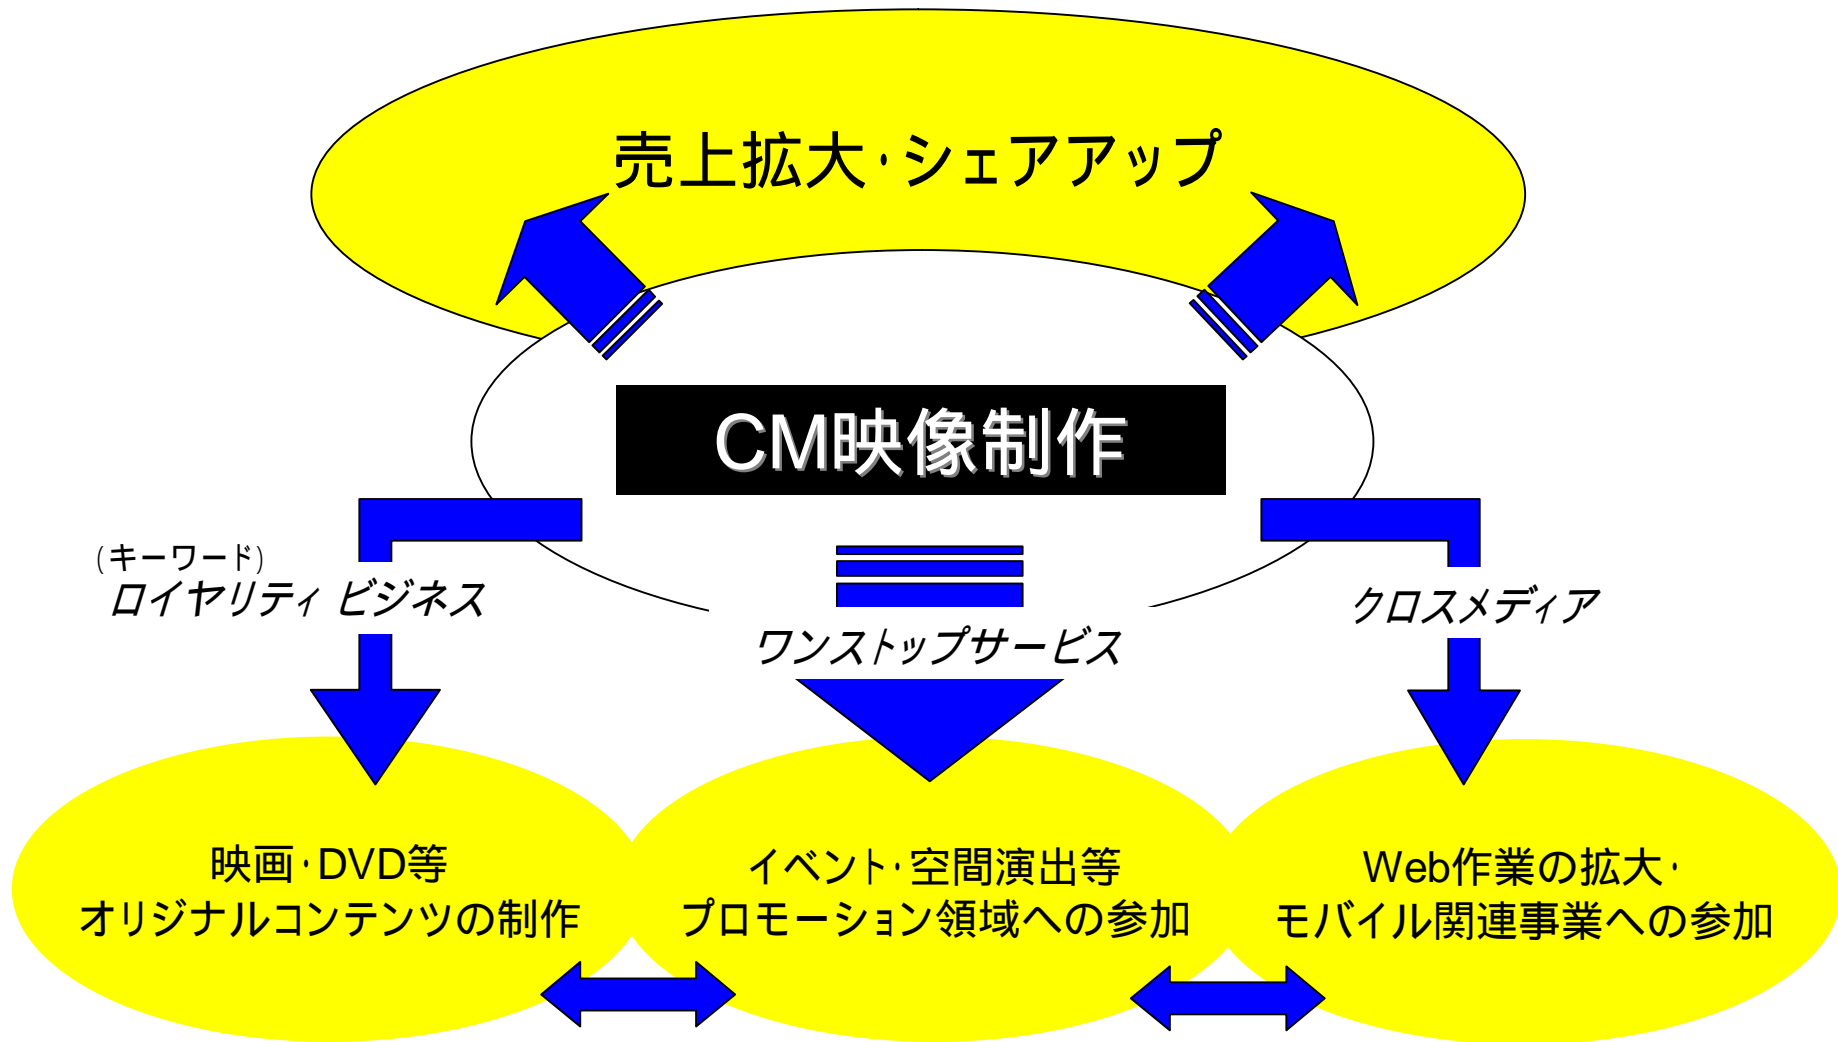 売上拡大・シェアアップ
CM映像制作
(キーワード)
ロイヤリティ ビジネス
クロスメディア
ワンストップサービス
映画・DVD等
オリジナルコンテンツの制作
イベント・空間演出等
プロモーション領域への参加
Web作業の拡大・
モバイル関連事業への参加